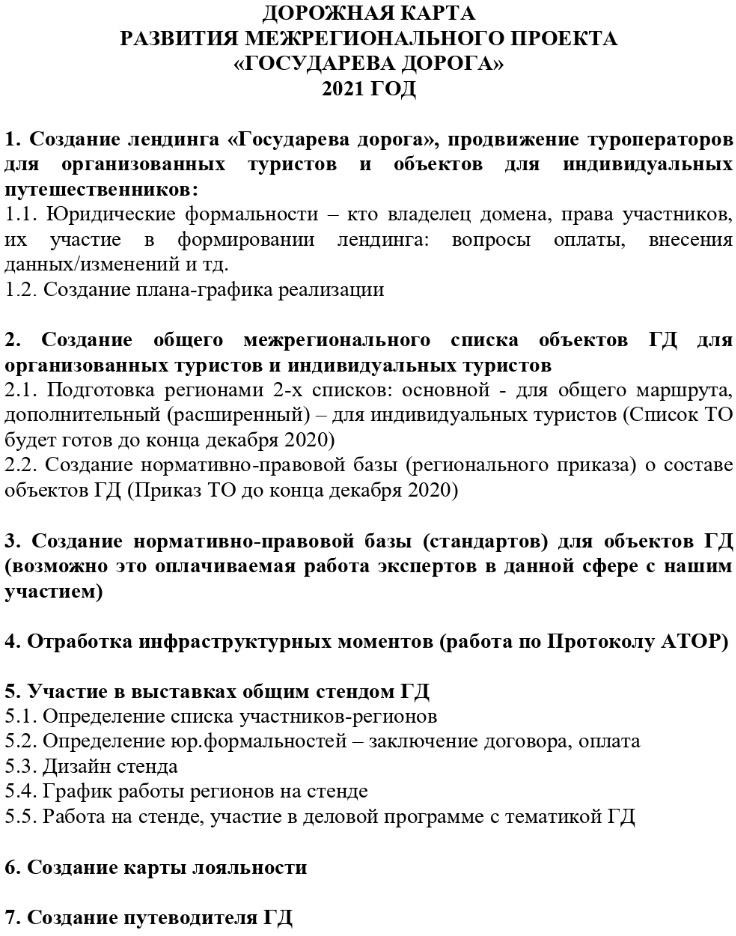 ДОРОЖНАЯ КАРТА
РАЗВИТИЯ МЕЖРЕГИОНАЛЬНОГО ПРОЕКТА
«ГОСУДАРЕВА ДОРОГА»
2021 ГОД
1. Создание лендинга «Государева дорога», продвижение туроператоров
для организованных туристов и объектов для индивидуальных
путешественников:
1.1. Юридические формальности – кто владелец домена, права участников,
их участие в формировании лендинга: вопросы оплаты, внесения
данных/изменений и тд.
1.2. Создание плана-графика реализации
2. Создание общего межрегионального списка объектов ГД для
организованных туристов и индивидуальных туристов
2.1. Подготовка регионами 2-х списков: основной - для общего маршрута,
дополнительный (расширенный) – для индивидуальных туристов (Список ТО
будет готов до конца декабря 2020)
2.2. Создание нормативно-правовой базы (регионального приказа) о составе
объектов ГД (Приказ ТО до конца декабря 2020)
3. Создание нормативно-правовой базы (стандартов) для объектов ГД
(возможно это оплачиваемая работа экспертов в данной сфере с нашим
участием)
4. Отработка инфраструктурных моментов (работа по Протоколу АТОР)
5. Участие в выставках общим стендом ГД
5.1. Определение списка участников-регионов
5.2. Определение юр.формальностей – заключение договора, оплата
5.3. Дизайн стенда
5.4. График работы регионов на стенде
5.5. Работа на стенде, участие в деловой программе с тематикой ГД
6. Создание карты лояльности
7. Создание путеводителя ГД